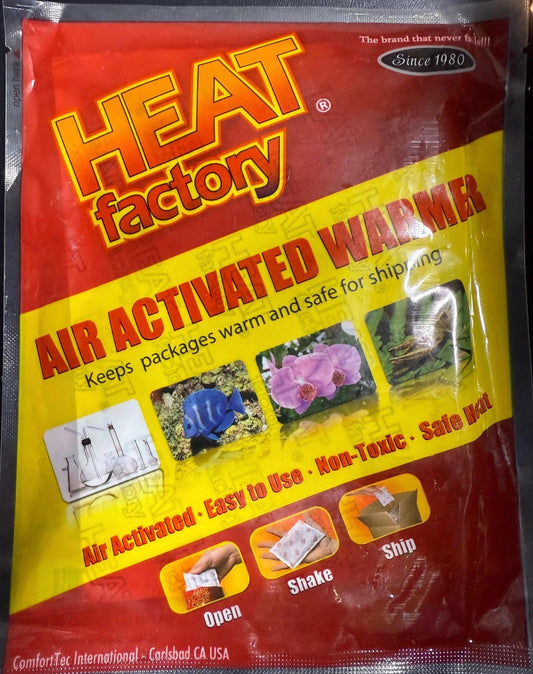 The brand that never fails!!!
Since 1980
open here
HEAT
factory
®
AIR ACTIVATED WARMER
Keeps packages warm and safe for shipping
Air Activated · Easy to Use · Non-Toxic · Safe Heat
Open
Shake
Ship
ComfortTec International - Carlsbad CA USA